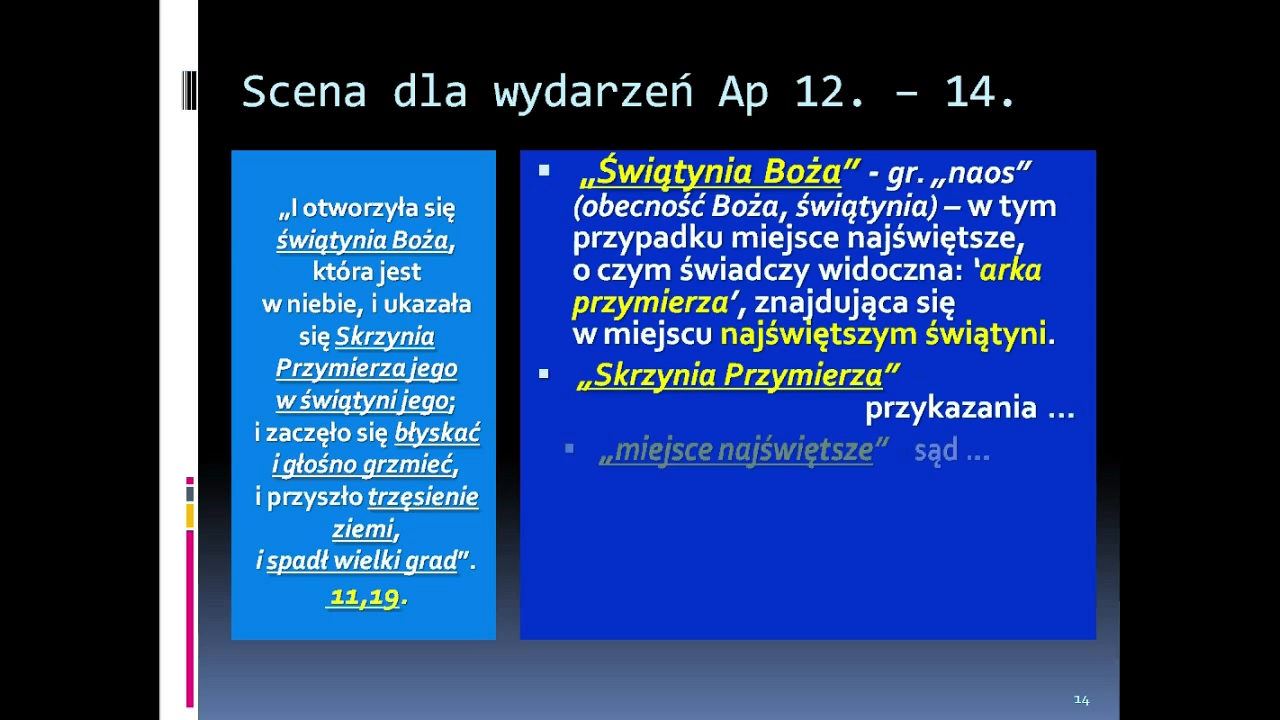 Scena dla wydarzeń Ap 12. – 14.
„I otworzyła się
świątynia Boża,
która jest
w niebie, i ukazała
się Skrzynia
Przymierza jego
w świątyni jego;
i zaczęło się błyskać
i głośno grzmieć,
i przyszło trzęsienie
ziemi,
i spadł wielki grad”.
11,19.
▪ „Świątynia Boża” - gr. „naos”
(obecność Boża, świątynia) – w tym
przypadku miejsce najświętsze,
o czym świadczy widoczna: ‘arka
przymierza’, znajdująca się
w miejscu najświętszym świątyni.
▪ „Skrzynia Przymierza”
przykazania ...
▪ „miejsce najświętsze” sąd ...
14